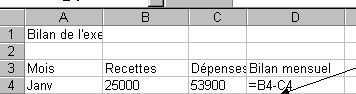 A B C D
1 Bilan de l'exe
2
3 Mois Recettes Dépenses Bilan mensuel
4 Janv 25000 53900 =B4-C4